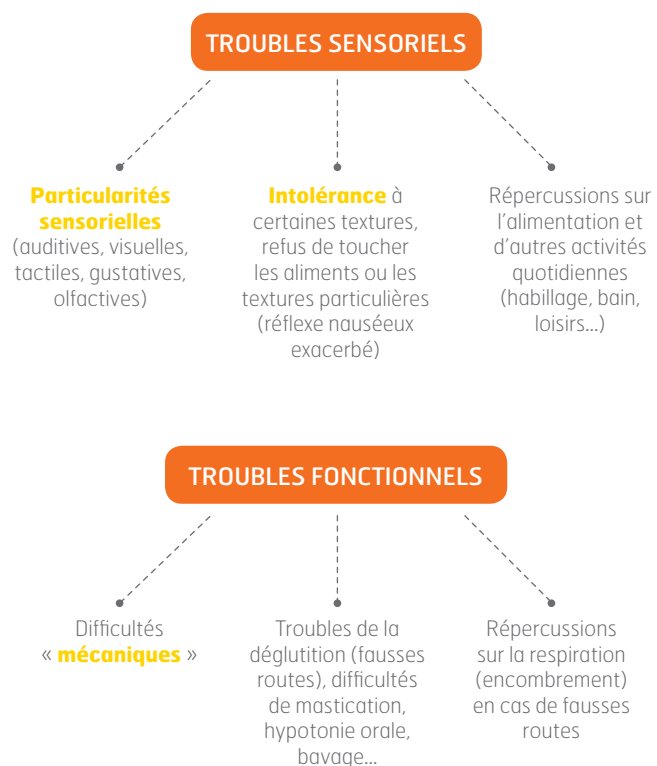 TROUBLES SENSORIELS
Particularités
sensorielles
(auditives, visuelles,
tactiles, gustatives,
olfactives)
Intolérance à
certaines textures,
refus de toucher
les aliments ou les
textures particulières
(réflexe nauséeux
exacerbé)
Répercussions sur
l'alimentation et
d'autres activités
quotidiennes
(habillage, bain,
loisirs...)
TROUBLES FONCTIONNELS
Difficultés
« mécaniques »
Troubles de la
déglutition (fausses
routes), difficultés
de mastication,
hypotonie orale,
bavage...
Répercussions
sur la respiration
(encombrement)
en cas de fausses
routes